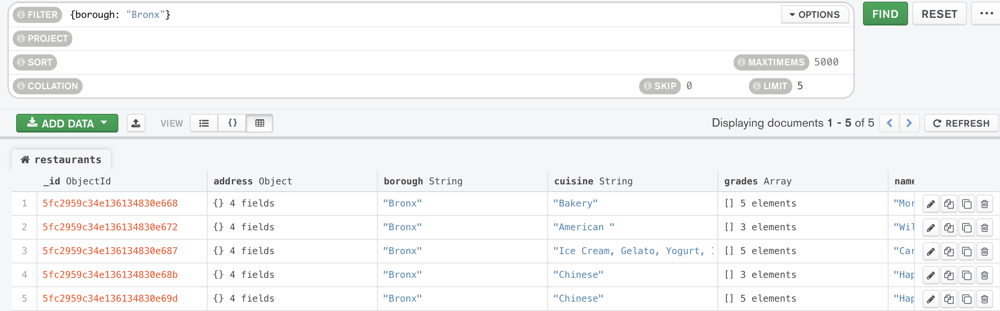 FILTER {borough: "Bronx"} OPTIONS FIND RESET ...
PROJECT
SORT MAXTIMEMS 5000
COLLATION SKIP 0 LIMIT 5
ADD DATA VIEW {} Displaying documents 1 - 5 of 5 REFRESH
restaurants
_id ObjectId address Object borough String cuisine String grades Array name
1 5fc2959c34e136134830e668 {} 4 fields "Bronx" "Bakery" [] 5 elements "Mor
2 5fc2959c34e136134830e672 {} 4 fields "Bronx" "American " [] 3 elements "Wil
3 5fc2959c34e136134830e687 {} 4 fields "Bronx" "Ice Cream, Gelato, Yogurt, [] 5 elements "Car
4 5fc2959c34e136134830e68b {} 4 fields "Bronx" "Chinese" [] 3 elements "Hap
5 5fc2959c34e136134830e69d {} 4 fields "Bronx" "Chinese" [] 5 elements "Hap